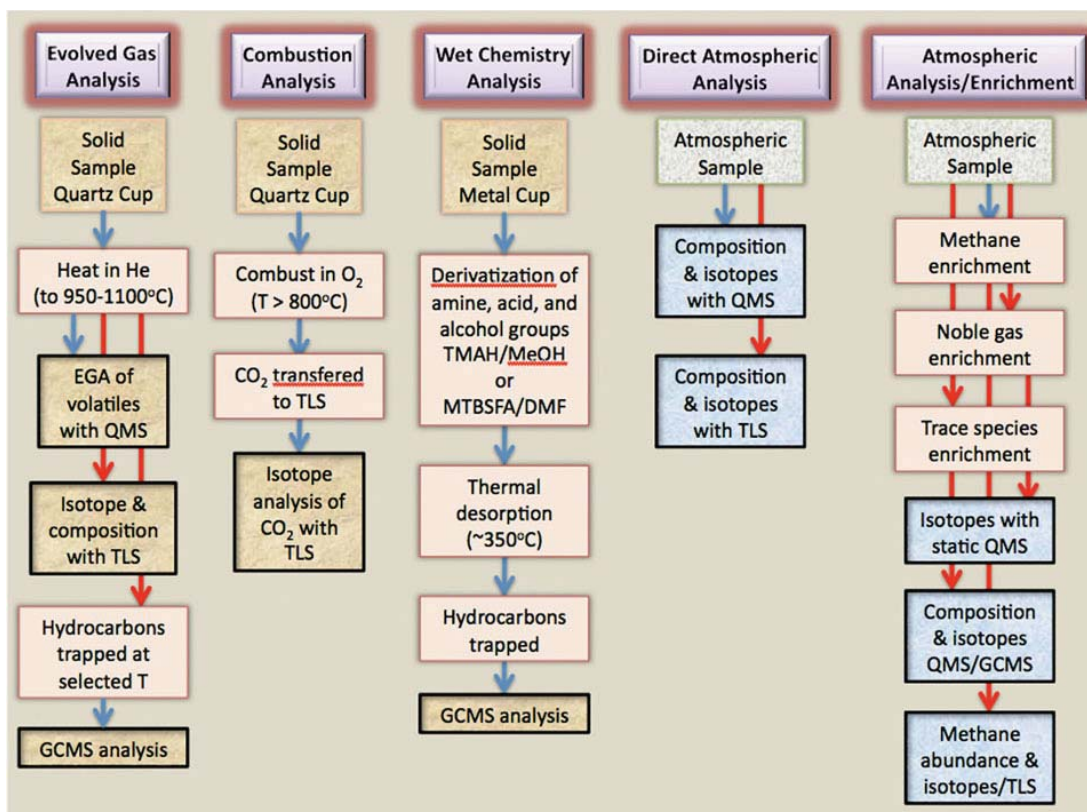 Evolved Gas
Analysis
Solid
Sample
Quartz Cup
Heat in He
(to 950-1100°C)
EGA of
volatiles
with QMS
Isotope &
composition
with TLS
Hydrocarbons
trapped at
selected T
GCMS analysis
Combustion
Analysis
Solid
Sample
Quartz Cup
Combust in O₂
(T > 800°C)
CO₂ transfered
to TLS
Isotope
analysis of
CO₂ with
TLS
Wet Chemistry
Analysis
Solid
Sample
Metal Cup
Derivatization of
amine, acid, and
alcohol groups
TMAH/MeOH
or
MTBSFA/DMF
Thermal
desorption
(~350°C)
Hydrocarbons
trapped
GCMS analysis
Direct Atmospheric
Analysis
Atmospheric
Sample
Composition
& isotopes
with QMS
Composition
& isotopes
with TLS
Atmospheric
Analysis/Enrichment
Atmospheric
Sample
Methane
enrichment
Noble gas
enrichment
Trace species
enrichment
Isotopes with
static QMS
Composition
& isotopes
QMS/GCMS
Methane
abundance &
isotopes/TLS